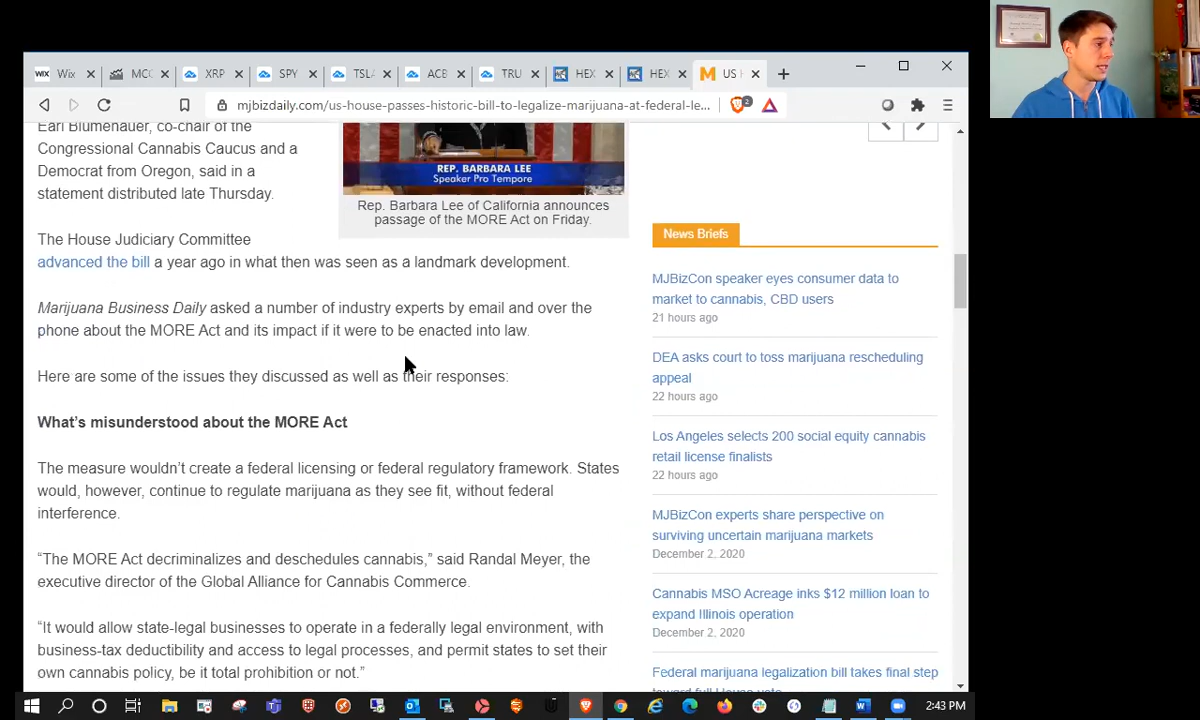 Wix
MCC
XRP
SPY
TSL
ACB
TRU
HEX
HEX
US H
mjbizdaily.com/us-house-passes-historic-bill-to-legalize-marijuana-at-federal-le...
2
Earl Blumenauer, co-chair of the
Congressional Cannabis Caucus and a
Democrat from Oregon, said in a
statement distributed late Thursday.
REP. BARBARA LEE
Speaker Pro Tempore
Rep. Barbara Lee of California announces
passage of the MORE Act on Friday.
The House Judiciary Committee
advanced the bill a year ago in what then was seen as a landmark development.
Marijuana Business Daily asked a number of industry experts by email and over the
phone about the MORE Act and its impact if it were to be enacted into law.
Here are some of the issues they discussed as well as their responses:
What's misunderstood about the MORE Act
The measure wouldn't create a federal licensing or federal regulatory framework. States
would, however, continue to regulate marijuana as they see fit, without federal
interference.
“The MORE Act decriminalizes and deschedules cannabis,” said Randal Meyer, the
executive director of the Global Alliance for Cannabis Commerce.
“It would allow state-legal businesses to operate in a federally legal environment, with
business-tax deductibility and access to legal processes, and permit states to set their
own cannabis policy, be it total prohibition or not.”
News Briefs
MJBizCon speaker eyes consumer data to
market to cannabis, CBD users
21 hours ago
DEA asks court to toss marijuana rescheduling
appeal
22 hours ago
Los Angeles selects 200 social equity cannabis
retail license finalists
22 hours ago
MJBizCon experts share perspective on
surviving uncertain marijuana markets
December 2, 2020
Cannabis MSO Acreage inks $12 million loan to
expand Illinois operation
December 2, 2020
Federal marijuana legalization bill takes final step
toward full House vote
2:43 PM